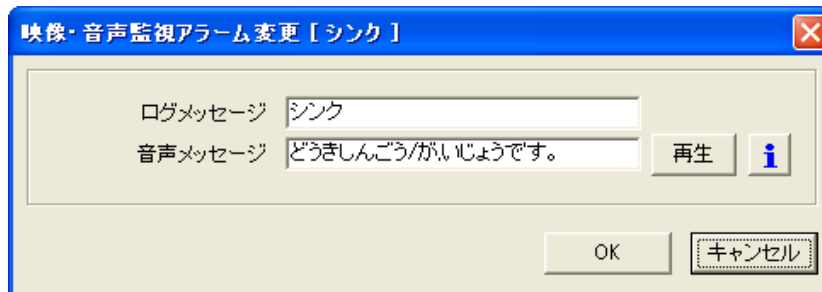 映像・音声監視アラーム変更 [ シンク ]
ログメッセージ シンク
音声メッセージ どうきしんごう/が、いじょうです。 再生 i
OK キャンセル